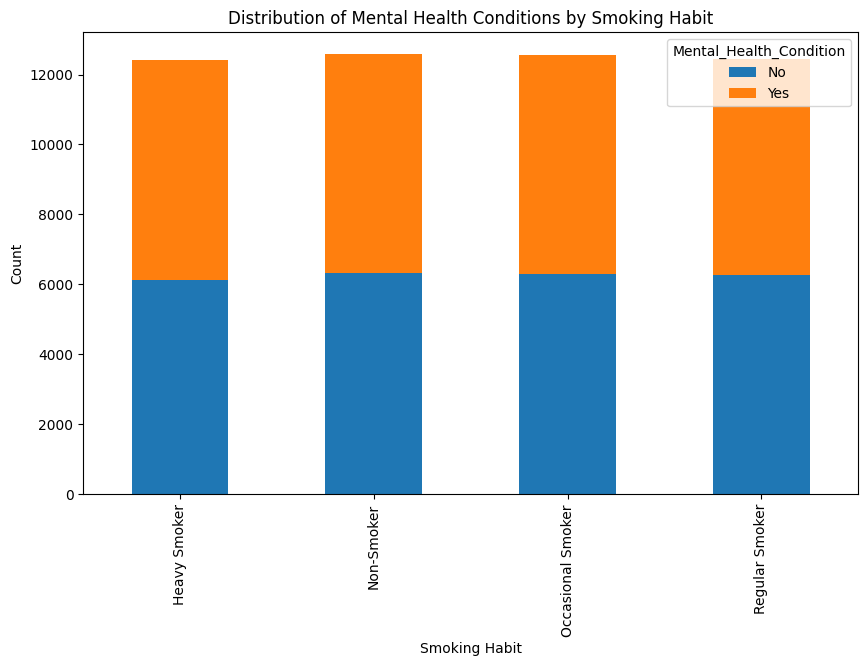 Distribution of Mental Health Conditions by Smoking Habit
Mental_Health_Condition
No
Yes
Count
12000
10000
8000
6000
4000
2000
0
Heavy Smoker
Non-Smoker
Occasional Smoker
Regular Smoker
Smoking Habit